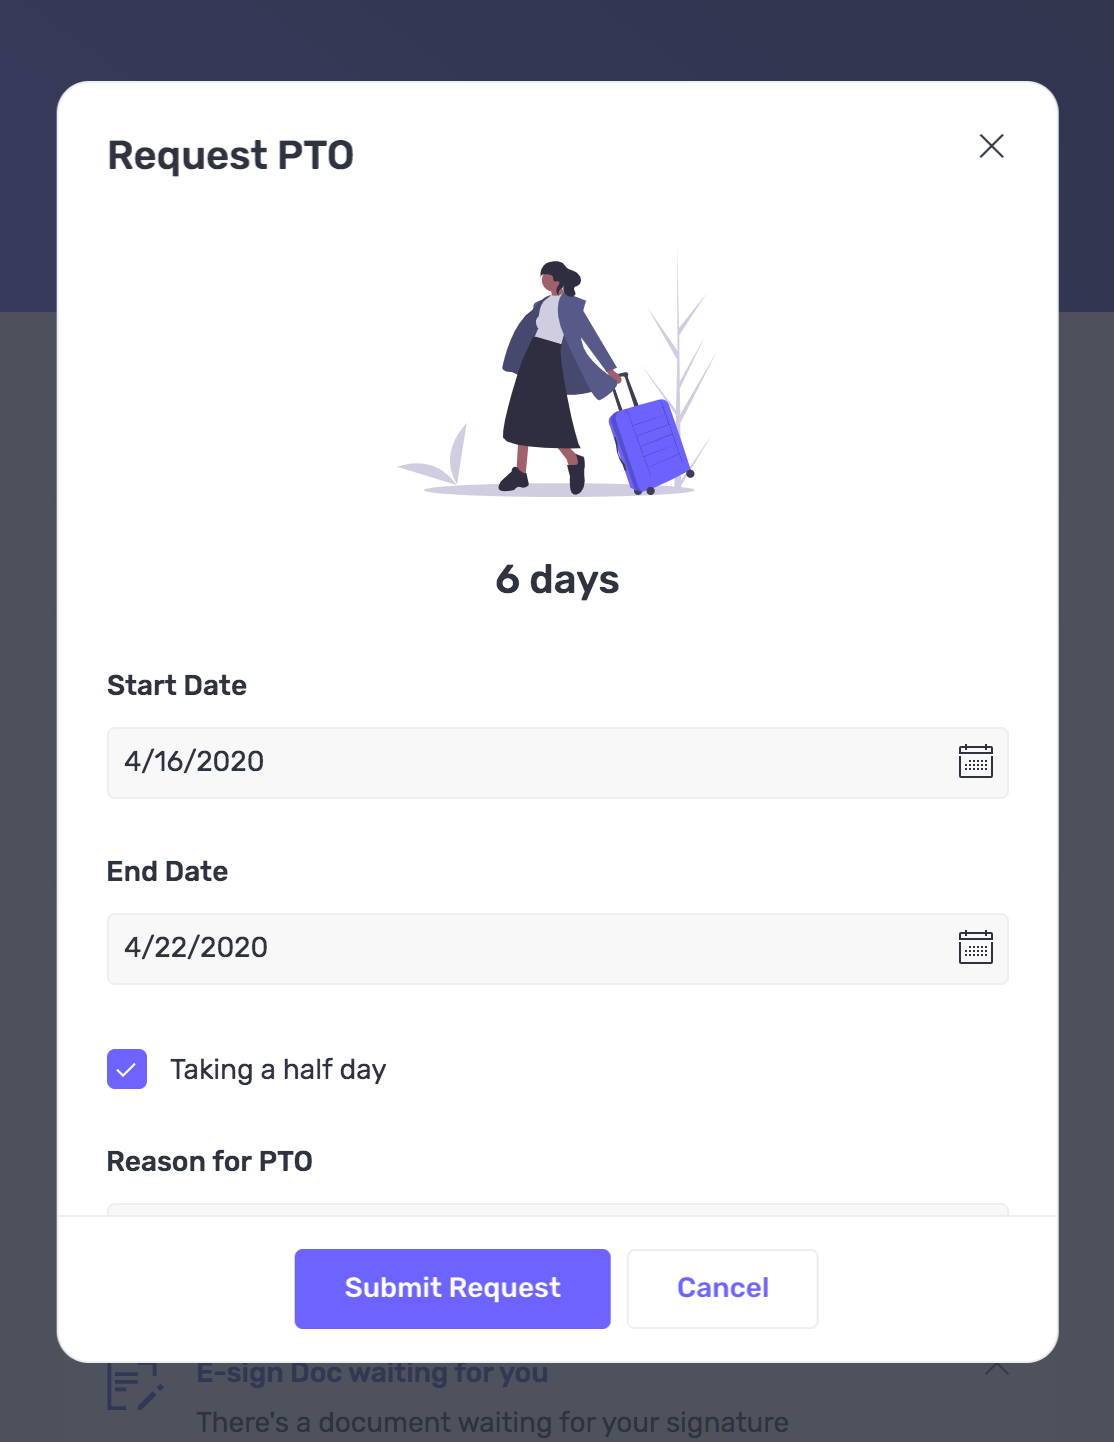 Request PTO
6 days
Start Date
4/16/2020
End Date
4/22/2020
Taking a half day
Reason for PTO
Submit Request
Cancel
E-sign Doc waiting for you
There's a document waiting for your signature